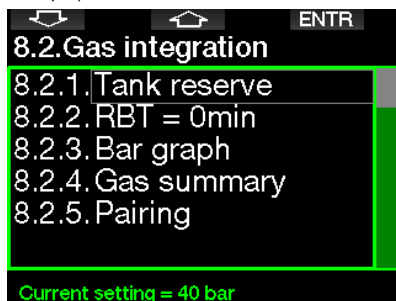 ENTR
8.2.Gas integration
8.2.1. Tank reserve
8.2.2. RBT = 0min
8.2.3. Bar graph
8.2.4. Gas summary
8.2.5. Pairing
Current setting = 40 bar